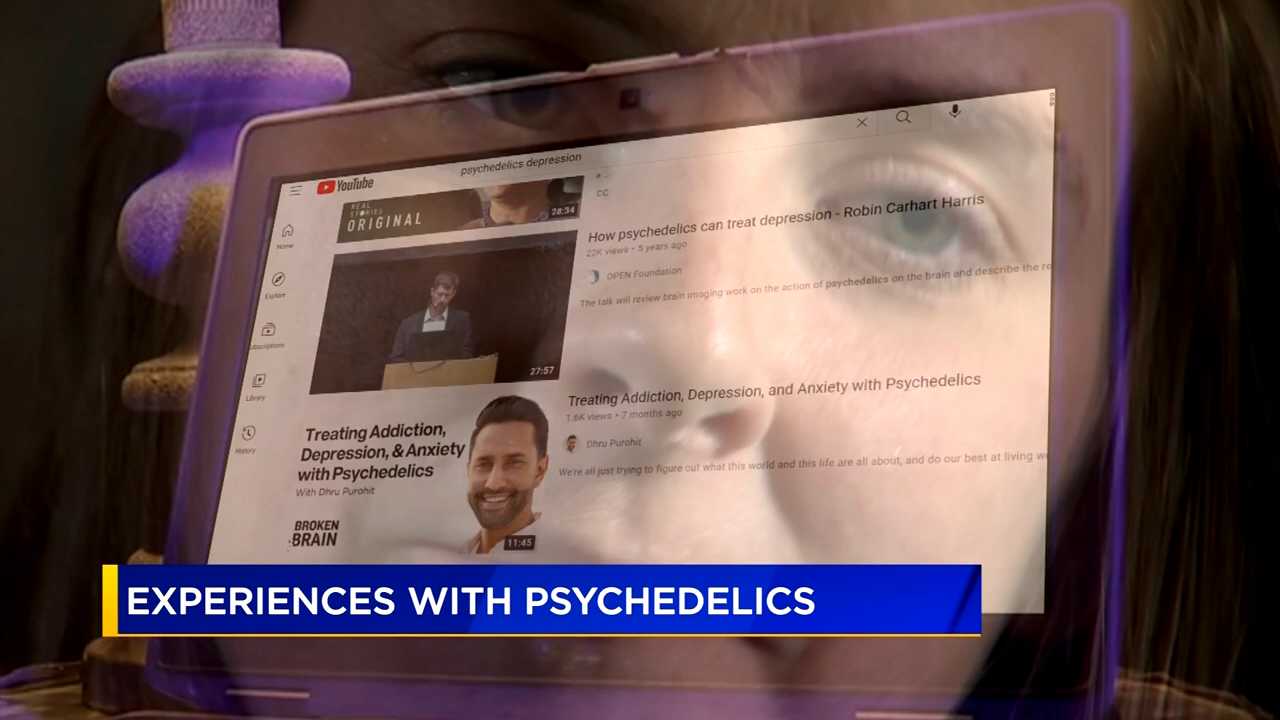 psychedelics depression
YouTube
REAL
STORIES
ORIGINAL
28:34
CC
How psychedelics can treat depression - Robin Carhart Harris
22K views • 5 years ago
OPEN Foundation
The talk will review brain imaging work on the action of psychedelics on the brain and describe the re
27:57
Home
Explore
ubscriptions
Library
History
Treating Addiction, Depression, and Anxiety with Psychedelics
1.6K views • 7 months ago
Dhru Purohit
We're all just trying to figure out what this world and this life are all about, and do our best at living w
Treating Addiction,
Depression, & Anxiety
with Psychedelics
With Dhru Purohit
BROKEN
BRAIN
11:45
EXPERIENCES WITH PSYCHEDELICS